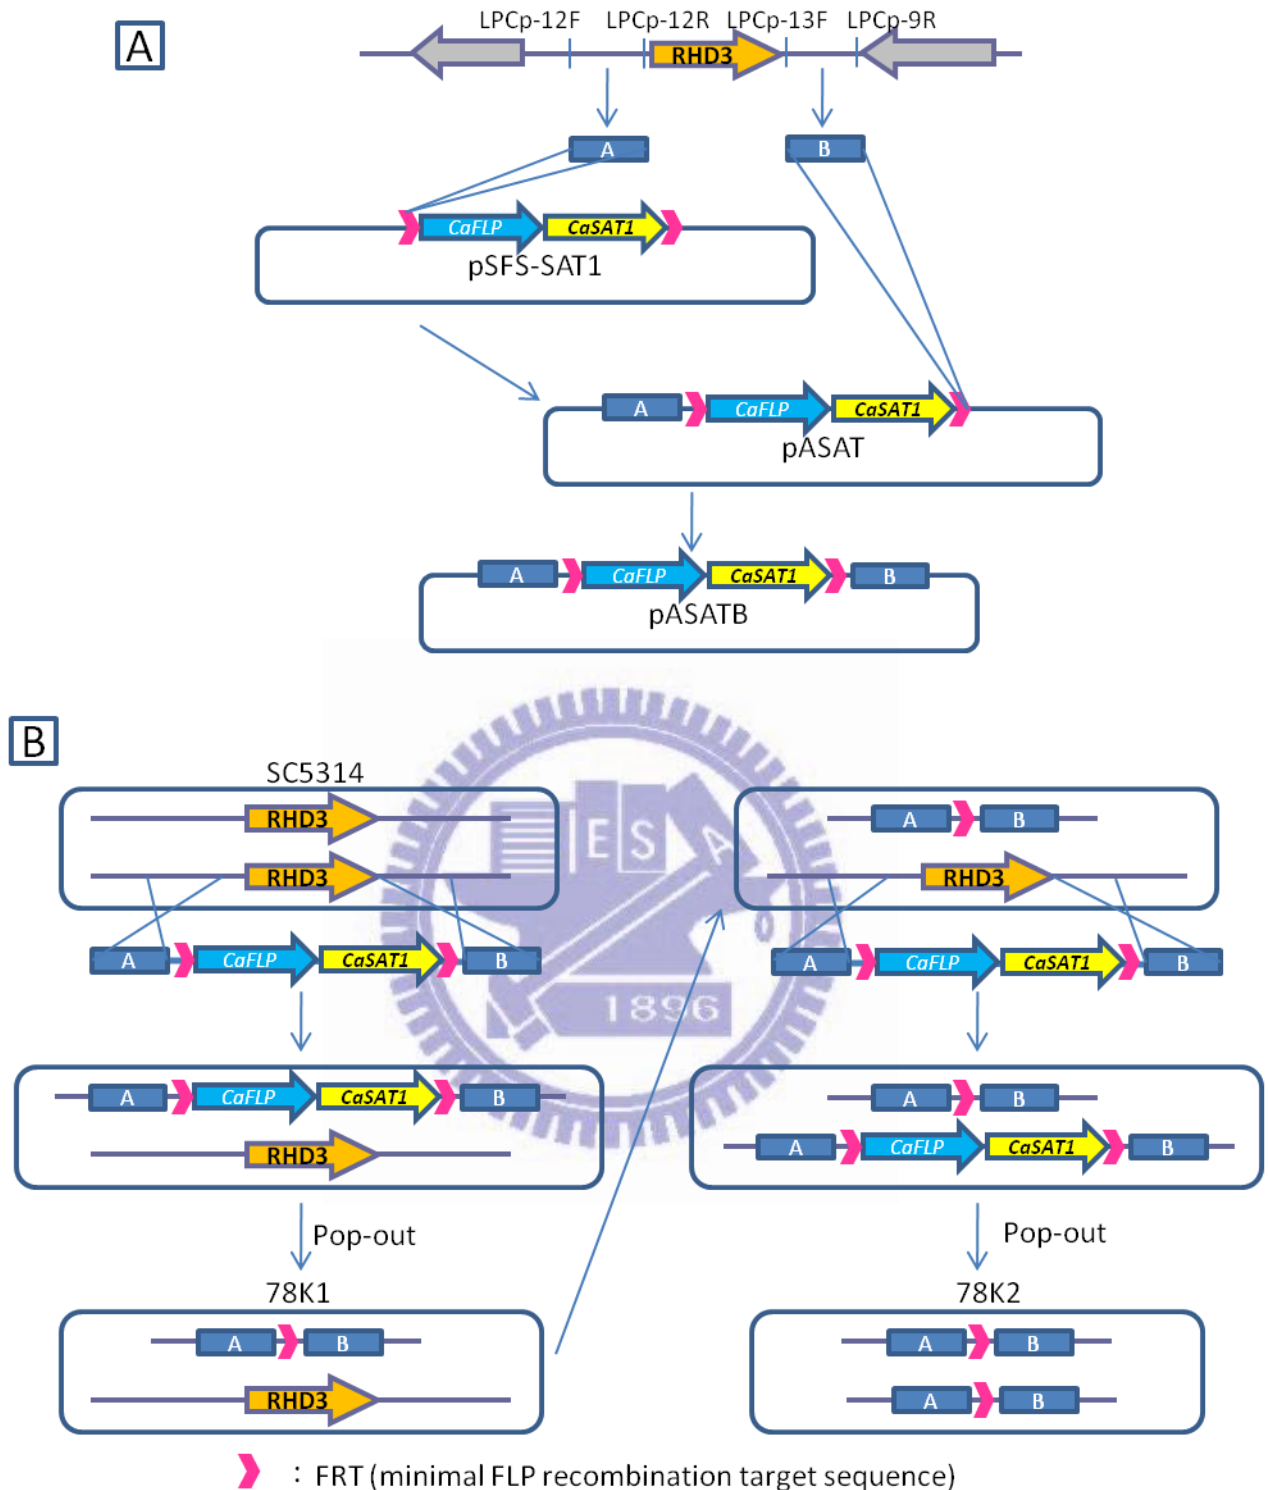 A
LPCp-12F LPCp-12R LPCp-13F LPCp-9R
RHD3
A B
CaFLP CaSAT1
pSFS-SAT1
A CaFLP CaSAT1
pASAT
A CaFLP CaSAT1 B
pASATB
B
SC5314
RHD3
RHD3
A CaFLP CaSAT1 B
A CaFLP CaSAT1 B
RHD3
Pop-out
78K1
A B
RHD3
A B
RHD3
A CaFLP CaSAT1 B
A B
A CaFLP CaSAT1 B
Pop-out
78K2
A B
A B
E S A
1896
: FRT (minimal FLP recombination target sequence)